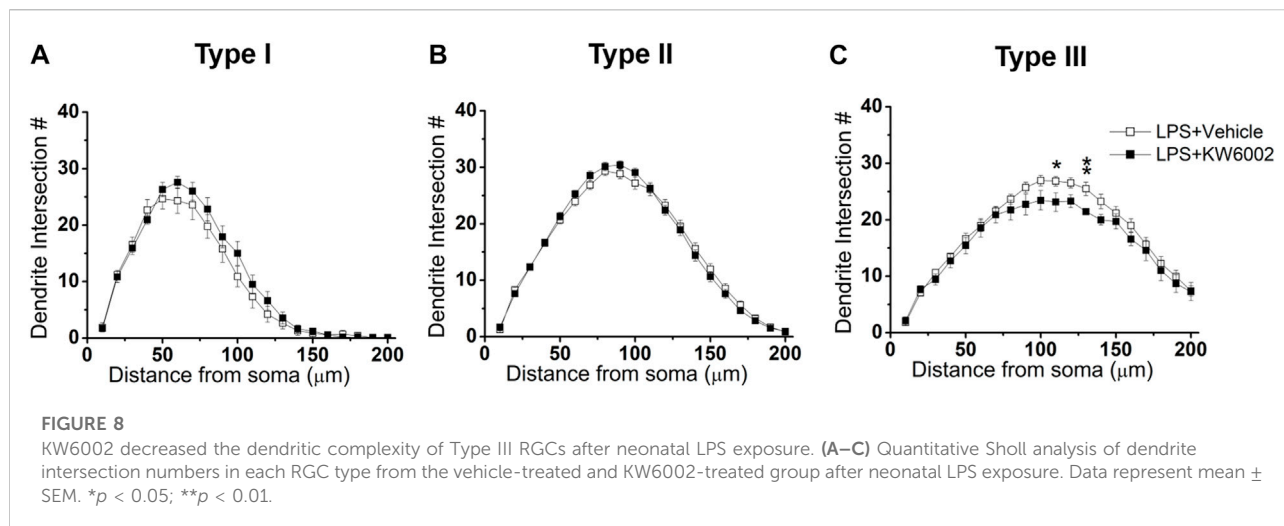 A Type I
B Type II
C Type III
40
30
20
10
0
Dendrite Intersection #
0 50 100 150 200
Distance from soma (μm)
40
30
20
10
0
Dendrite Intersection #
0 50 100 150 200
Distance from soma (μm)
40
30
20
10
0
Dendrite Intersection #
0 50 100 150 200
Distance from soma (μm)
* **
LPS+Vehicle
LPS+KW6002
FIGURE 8
KW6002 decreased the dendritic complexity of Type III RGCs after neonatal LPS exposure. (A–C) Quantitative Sholl analysis of dendrite
intersection numbers in each RGC type from the vehicle-treated and KW6002-treated group after neonatal LPS exposure. Data represent mean ±
SEM. *p < 0.05; **p < 0.01.